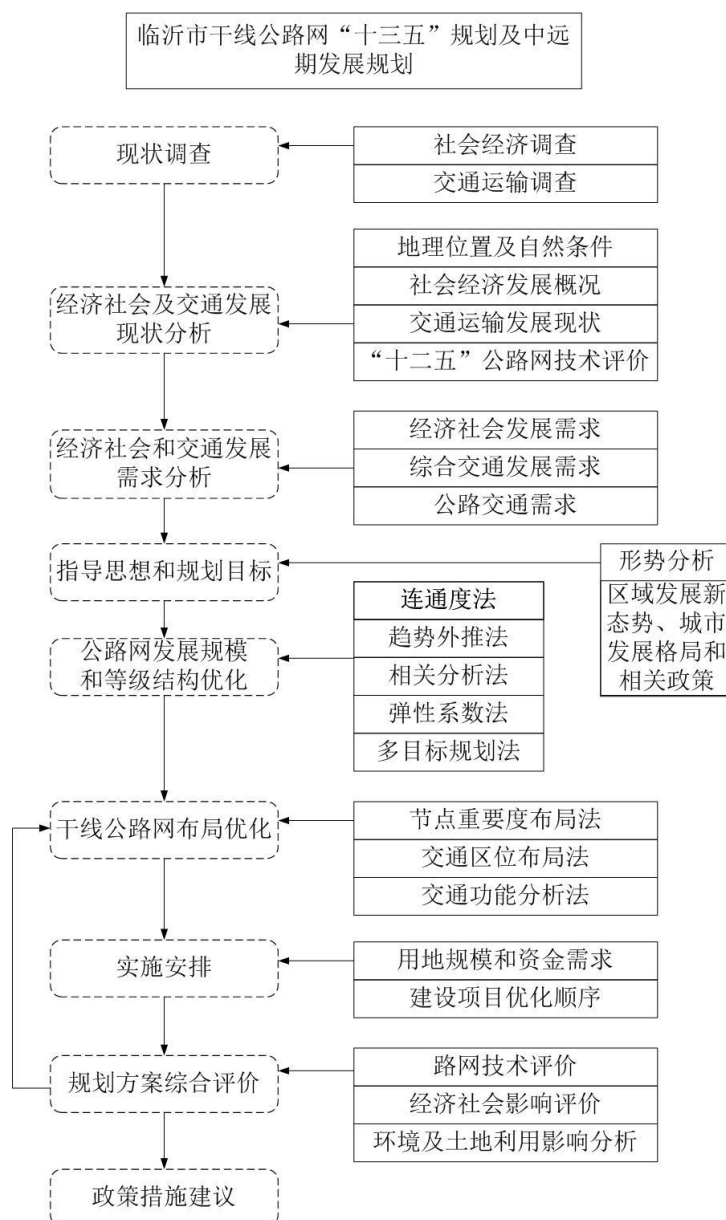 临沂市干线公路网“十三五”规划及中远
期发展规划
现状调查
社会经济调查
交通运输调查
经济社会及交通发展
现状分析
地理位置及自然条件
社会经济发展概况
交通运输发展现状
“十二五”公路网技术评价
经济社会和交通发展
需求分析
经济社会发展需求
综合交通发展需求
公路交通需求
指导思想和规划目标
形势分析
区域发展新
态势、城市
发展格局和
相关政策
公路网发展规模
和等级结构优化
连通度法
趋势外推法
相关分析法
弹性系数法
多目标规划法
干线公路网布局优化
节点重要度布局法
交通区位布局法
交通功能分析法
实施安排
用地规模和资金需求
建设项目优化顺序
规划方案综合评价
路网技术评价
经济社会影响评价
环境及土地利用影响分析
政策措施建议